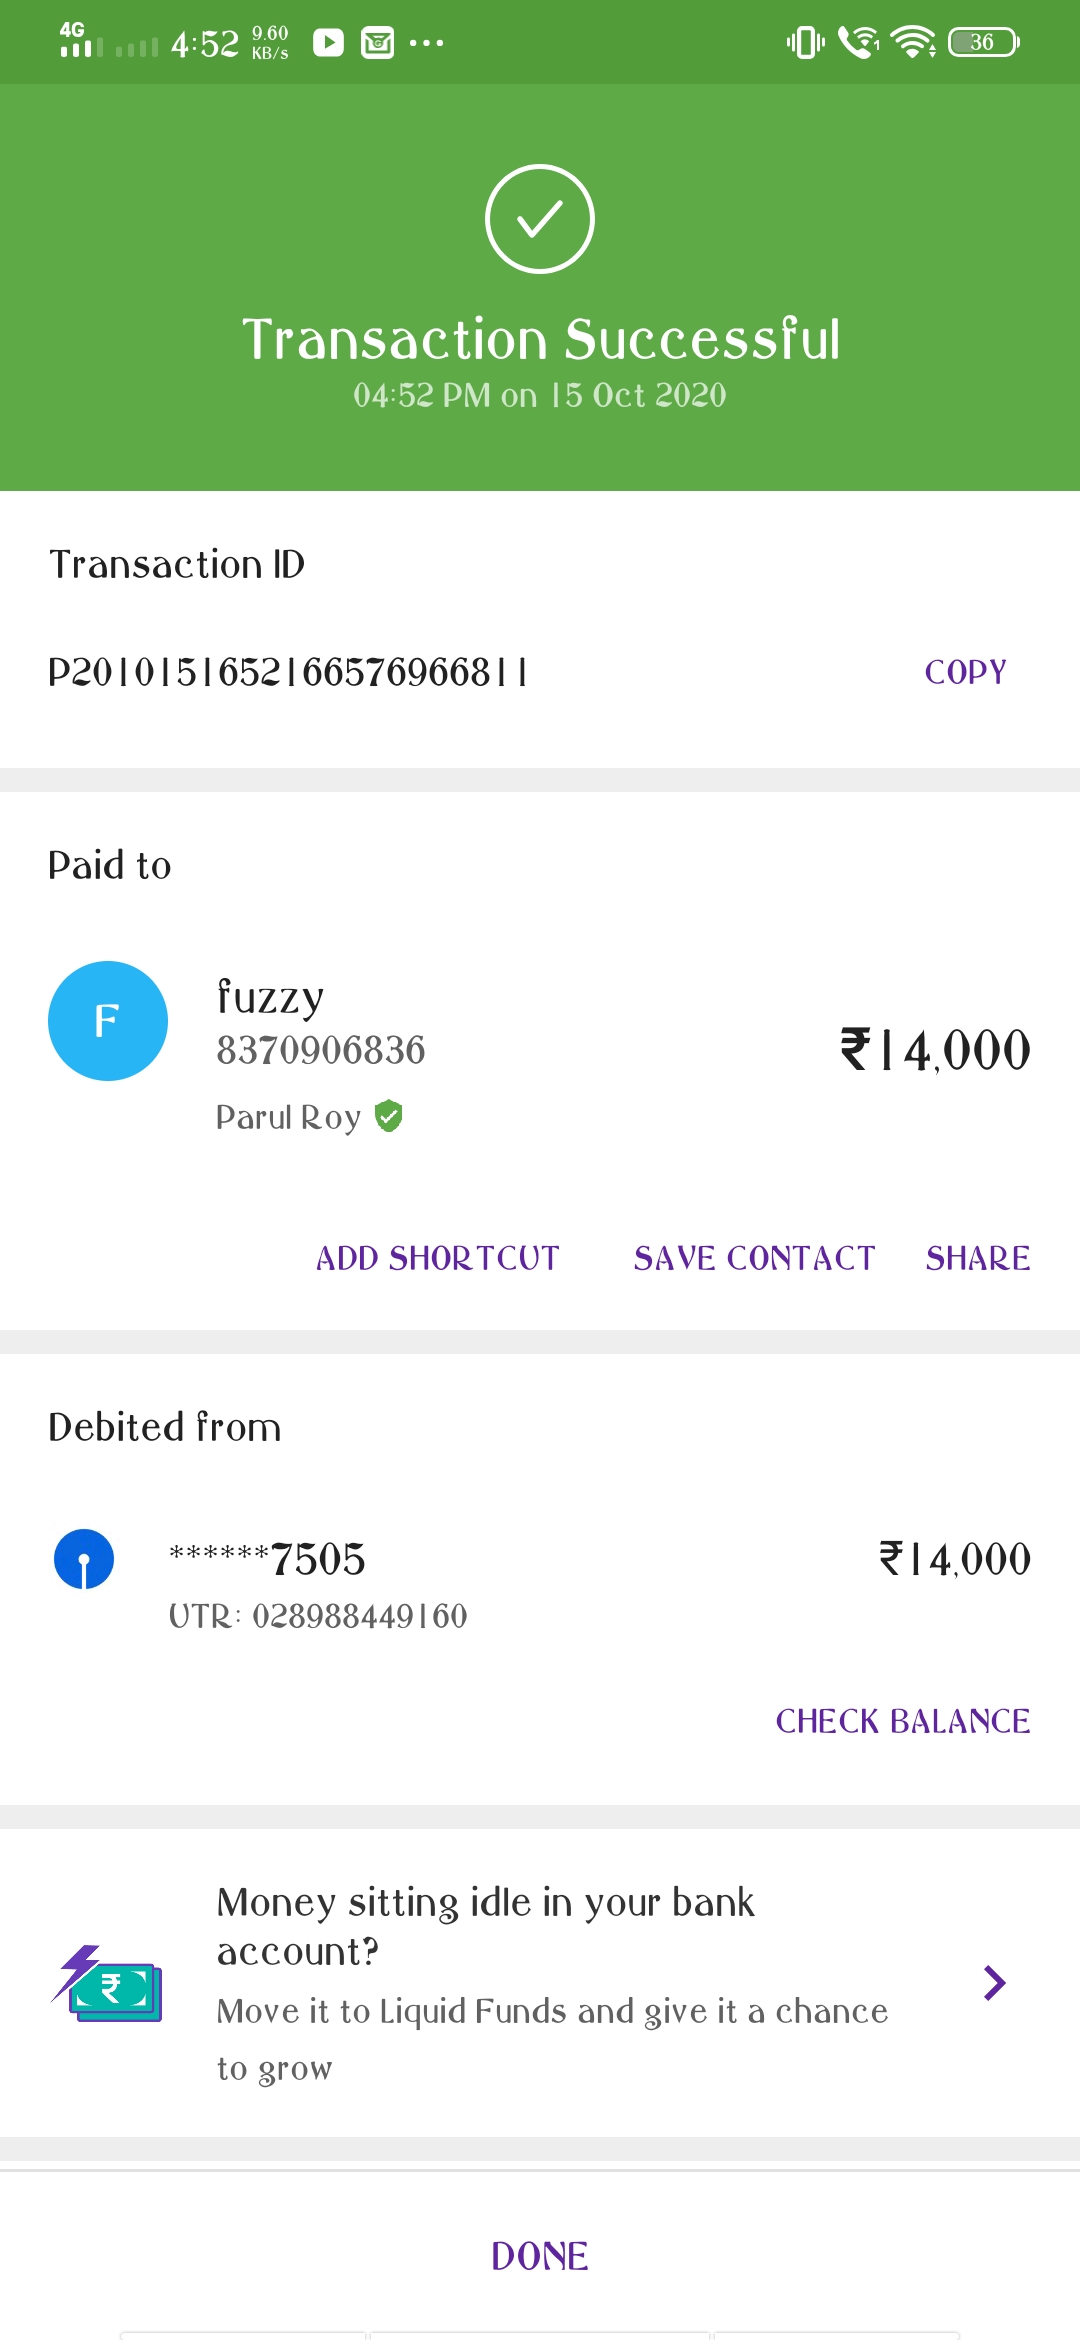 4G 4:52 9.60 KB/s 1 36
Transaction Successful
04:52 PM on 15 Oct 2020
Transaction ID
P2010151652166576966811 COPY
Paid to
F fuzzy
8370906836 ₹14,000
Parul Roy
ADD SHORTCUT SAVE CONTACT SHARE
Debited from
******7505 ₹14,000
UTR: 028988449160
CHECK BALANCE
Money sitting idle in your bank
account?
₹
Move it to Liquid Funds and give it a chance
to grow
DONE